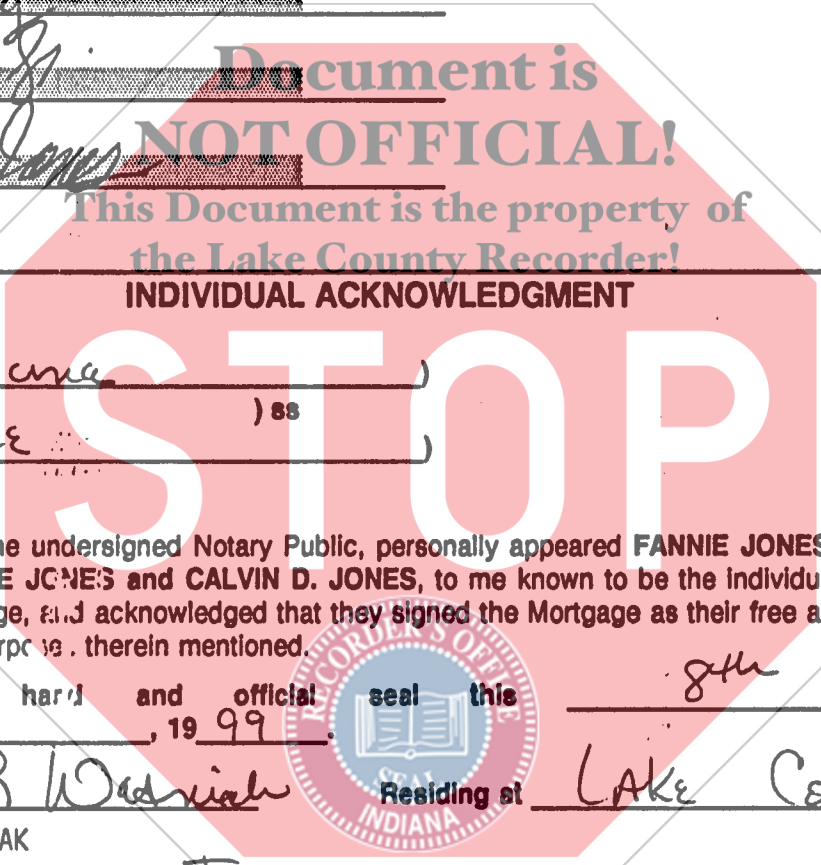 Document is
NOT OFFICIAL!
This Document is the property of
the Lake County Recorder!
INDIVIDUAL ACKNOWLEDGMENT
)
) ss
)
STOP
he undersigned Notary Public, personally appeared FANNIE JONES
E JONES and CALVIN D. JONES, to me known to be the individu
ge, and acknowledged that they signed the Mortgage as their free a
therein mentioned.
hand and official seal this 8th
, 19 99 .
Residing at LAKE Co
AK
RECORDER'S OFFICE
SEAL
INDIANA